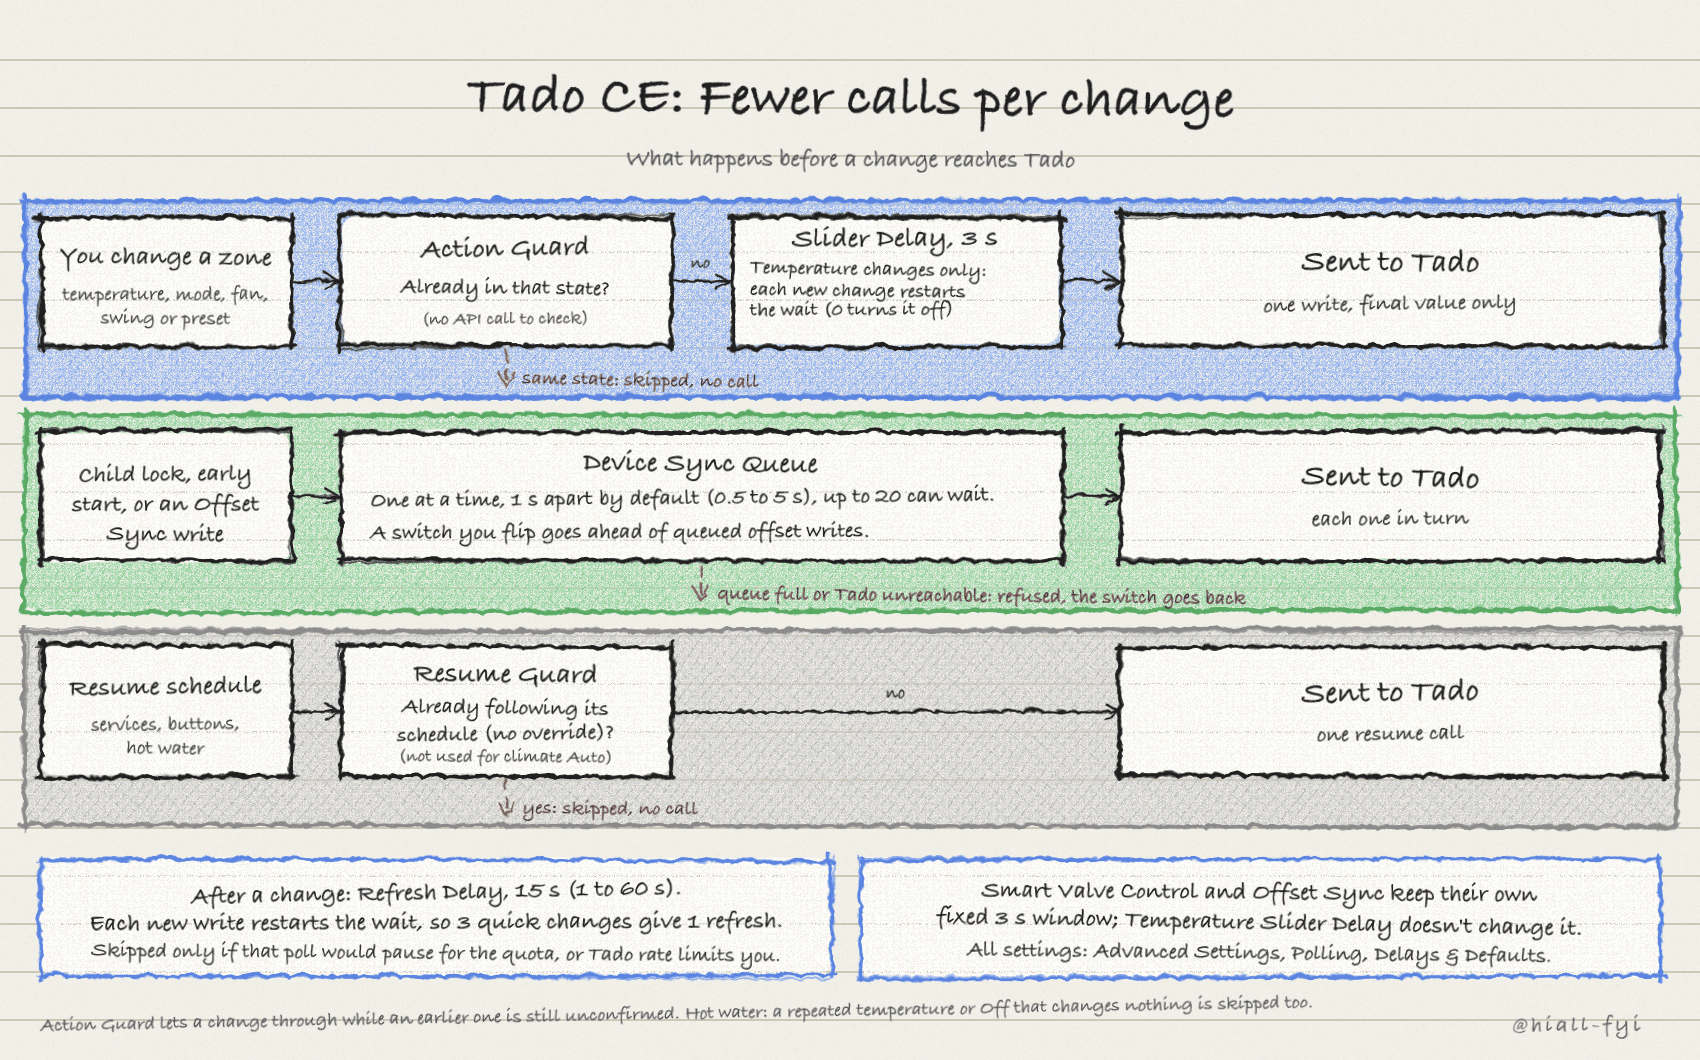 Tado CE: Fewer calls per change
What happens before a change reaches Tado
You change a zone
temperature, mode, fan,
swing or preset
Action Guard
Already in that state?
(no API call to check)
no
Slider Delay, 3 s
Temperature changes only:
each new change restarts
the wait (0 turns it off)
Sent to Tado
one write, final value only
same state: skipped, no call
Child lock, early
start, or an Offset
Sync write
Device Sync Queue
One at a time, 1 s apart by default (0.5 to 5 s), up to 20 can wait.
A switch you flip goes ahead of queued offset writes.
Sent to Tado
each one in turn
queue full or Tado unreachable: refused, the switch goes back
Resume schedule
services, buttons,
hot water
Resume Guard
Already following its
schedule (no override)?
(not used for climate Auto)
no
Sent to Tado
one resume call
yes: skipped, no call
After a change: Refresh Delay, 15 s (1 to 60 s).
Each new write restarts the wait, so 3 quick changes give 1 refresh.
Skipped only if that poll would pause for the quota, or Tado rate limits you.
Smart Valve Control and Offset Sync keep their own
fixed 3 s window; Temperature Slider Delay doesn't change it.
All settings: Advanced Settings, Polling, Delays & Defaults.
Action Guard lets a change through while an earlier one is still unconfirmed. Hot water: a repeated temperature or Off that changes nothing is skipped too.
@hiall-fyi